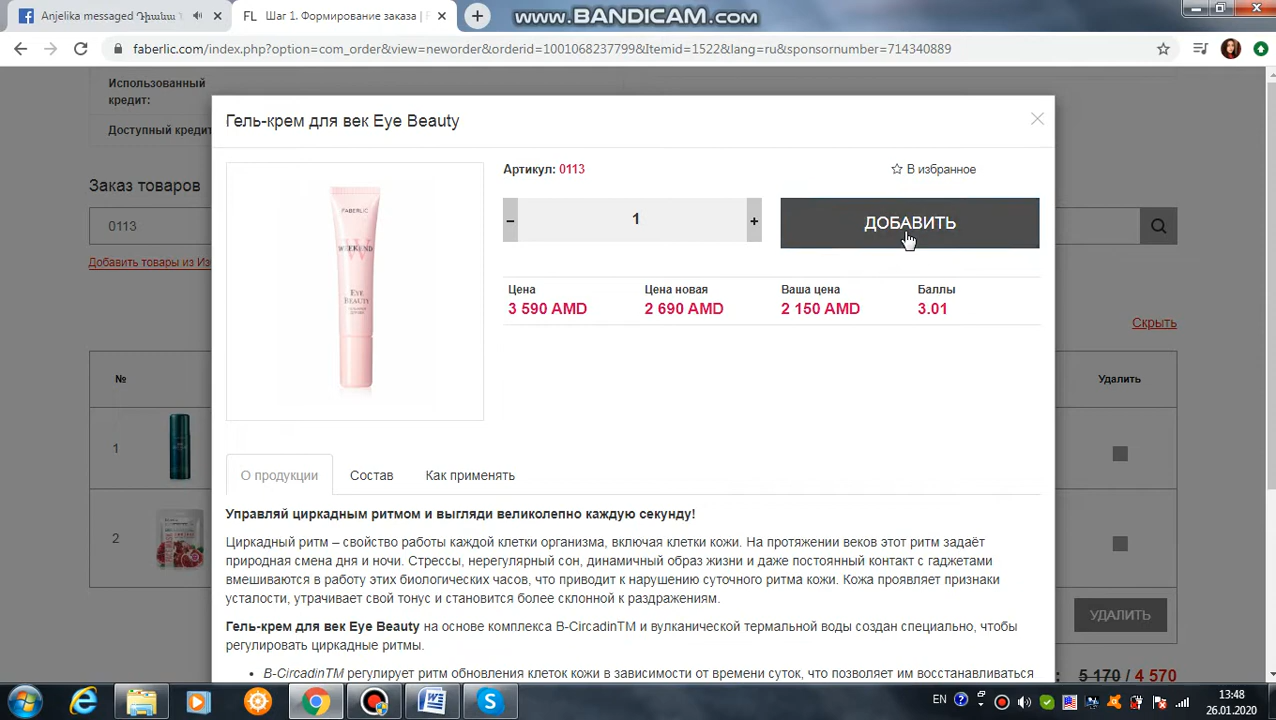 www.BANDICAM.com
Anjelika messaged
Шаг 1. Формирование заказа |
faberlic.com/index.php?option=com_order&view=neworder&orderid=1001068237799&Itemid=1522&lang=ru&sponsornumber=714340889
Использованный
кредит:
Доступный кредит
Заказ товаров
0113
Добавить товары из Из
Гель-крем для век Eye Beauty
FABERLIC
WEEKEND
EYE
BEAUTY
Артикул: 0113
В избранное
– 1 +
ДОБАВИТЬ
Цена Цена новая Ваша цена Баллы
3 590 AMD 2 690 AMD 2 150 AMD 3.01
Скрыть
№ Удалить
1
2
О продукции Состав Как применять
Управляй циркадным ритмом и выгляди великолепно каждую секунду!
Циркадный ритм – свойство работы каждой клетки организма, включая клетки кожи. На протяжении веков этот ритм задаёт
природная смена дня и ночи. Стрессы, нерегулярный сон, динамичный образ жизни и даже постоянный контакт с гаджетами
вмешиваются в работу этих биологических часов, что приводит к нарушению суточного ритма кожи. Кожа проявляет признаки
усталости, утрачивает свой тонус и становится более склонной к раздражениям.
Гель-крем для век Eye Beauty на основе комплекса B-CircadinTM и вулканической термальной воды создан специально, чтобы
регулировать циркадные ритмы.
• B-CircadinTM регулирует ритм обновления клеток кожи в зависимости от времени суток, что позволяет им восстанавливаться
УДАЛИТЬ
5 170 / 4 570
EN
13:48
26.01.2020